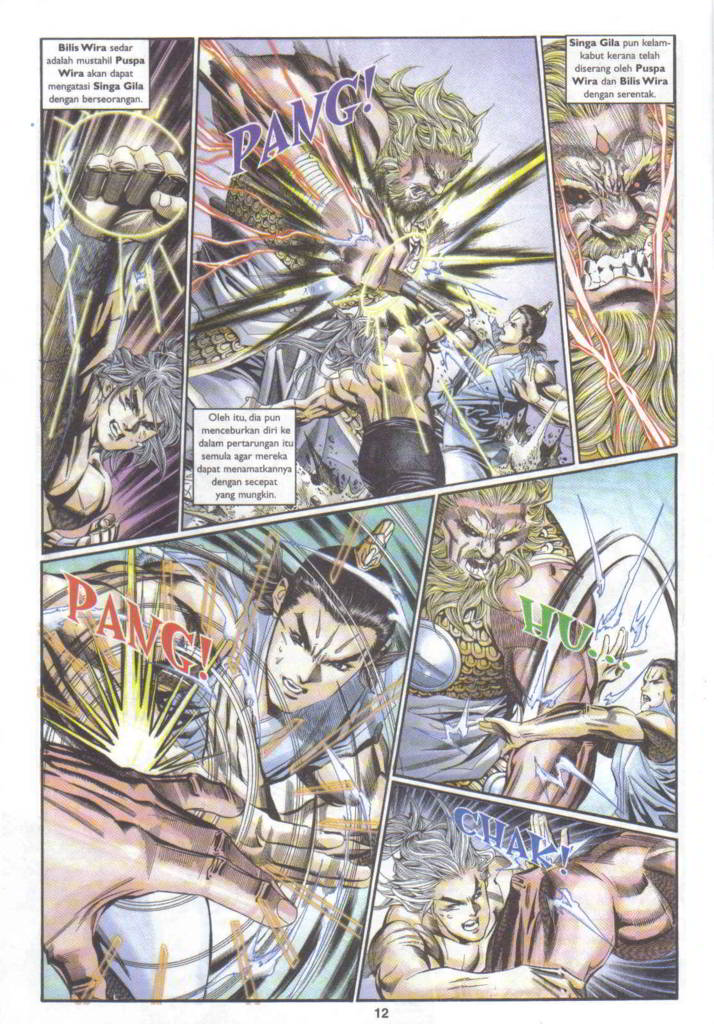 Bilis Wira sedar
adalah mustahil Puspa
Wira akan dapat
mengatasi Singa Gila
dengan berseorangan.
PANG!
Singa Gila pun kelam-
kabut kerana telah
diserang oleh Puspa
Wira dan Bilis Wira
dengan serentak.
Oleh itu, dia pun
menceburkan diri ke
dalam pertarungan itu
semula agar mereka
dapat menamatkannya
dengan secepat
yang mungkin.
PANG!
HU...
CHAK!
12